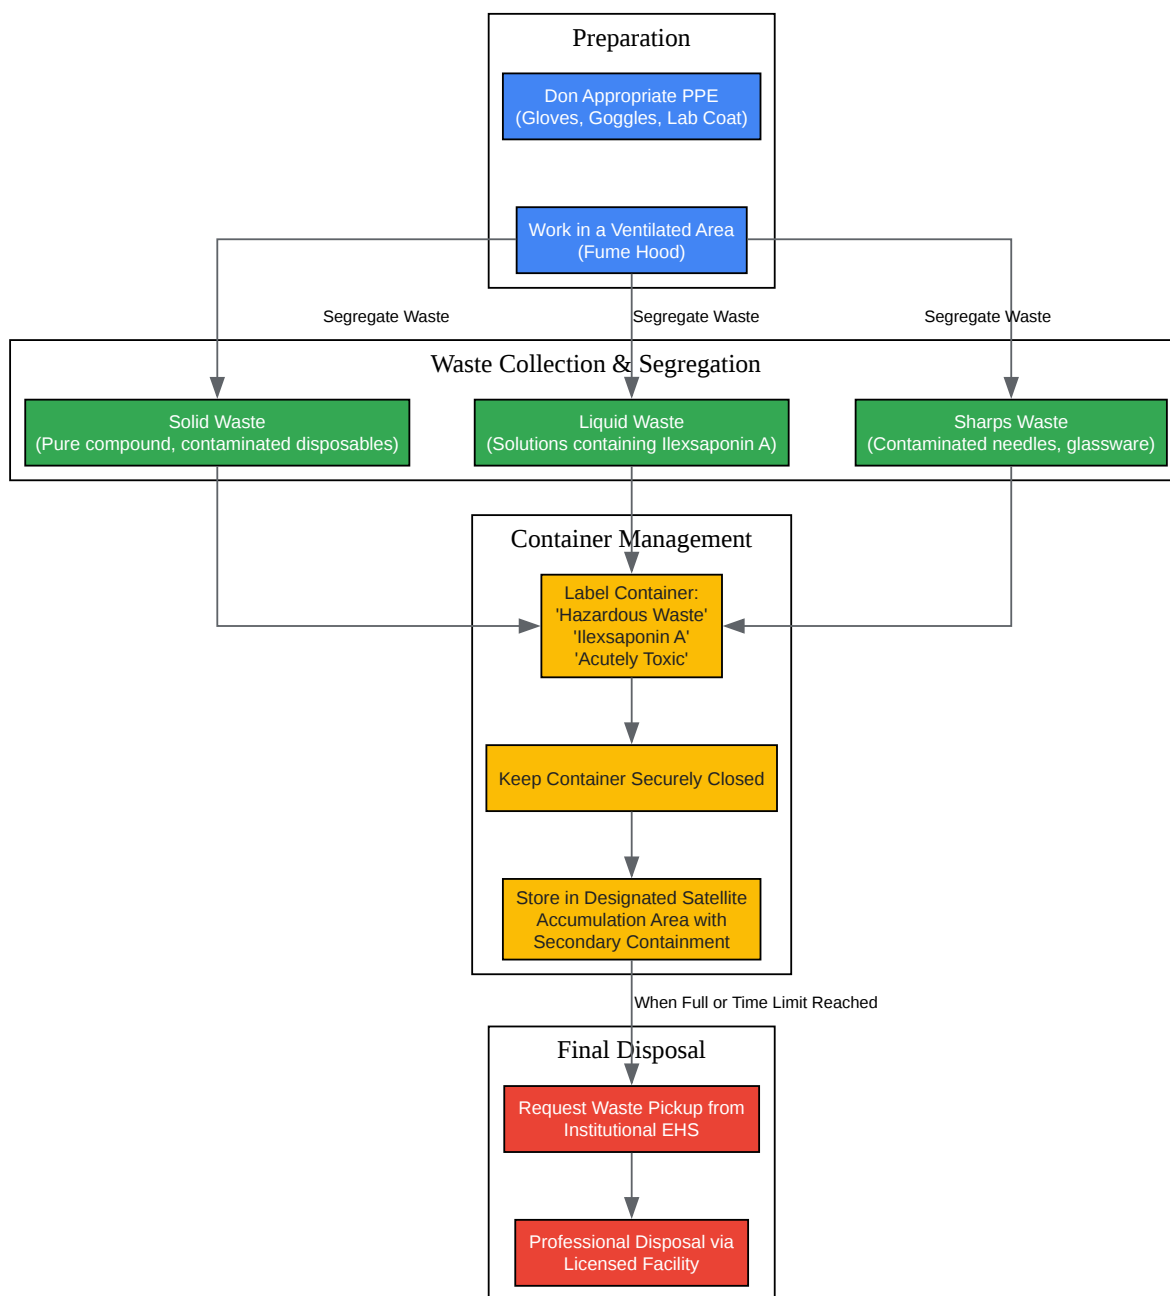 Preparation
Don Appropriate PPE
(Gloves, Goggles, Lab Coat)
Work in a Ventilated Area
(Fume Hood)
Segregate Waste
Segregate Waste
Segregate Waste
Waste Collection & Segregation
Solid Waste
(Pure compound, contaminated disposables)
Liquid Waste
(Solutions containing Ilexsaponin A)
Sharps Waste
(Contaminated needles, glassware)
Container Management
Label Container:
'Hazardous Waste'
'Ilexsaponin A'
'Acutely Toxic'
Keep Container Securely Closed
Store in Designated Satellite
Accumulation Area with
Secondary Containment
When Full or Time Limit Reached
Final Disposal
Request Waste Pickup from
Institutional EHS
Professional Disposal via
Licensed Facility